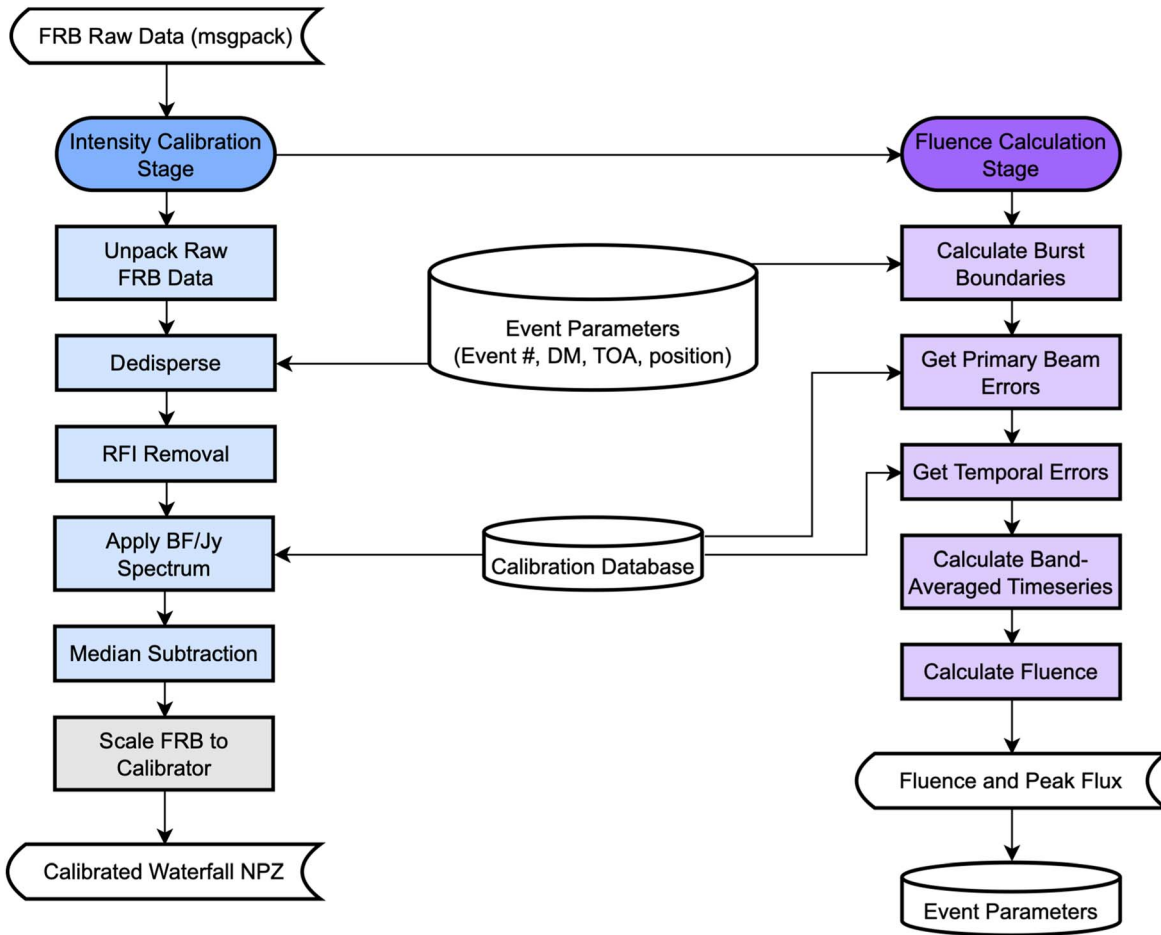 FRB Raw Data (msgpack)
Intensity Calibration
Stage
Unpack Raw
FRB Data
Dedisperse
RFI Removal
Apply BF/Jy
Spectrum
Median Subtraction
Scale FRB to
Calibrator
Calibrated Waterfall NPZ
Event Parameters
(Event #, DM, TOA, position)
Calibration Database
Fluence Calculation
Stage
Calculate Burst
Boundaries
Get Primary Beam
Errors
Get Temporal Errors
Calculate Band-
Averaged Timeseries
Calculate Fluence
Fluence and Peak Flux
Event Parameters